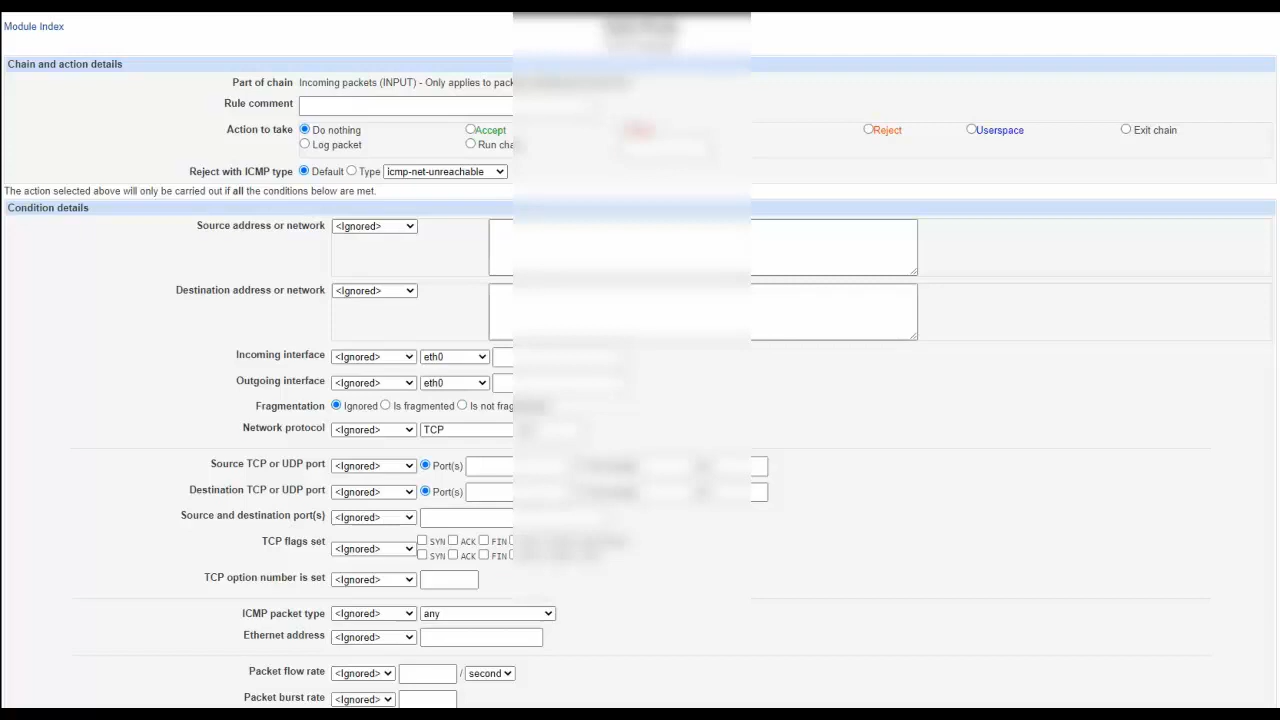 Module Index
Chain and action details
Part of chain Incoming packets (INPUT) - Only applies to
Rule comment
Action to take Do nothing Accept Reject Userspace Exit chain
Log packet Run
Reject with ICMP type Default Type icmp-net-unreachable
The action selected above will only be carried out if all the conditions below are met.
Condition details
Source address or network <Ignored>
Destination address or network <Ignored>
Incoming interface <Ignored> eth0
Outgoing interface <Ignored> eth0
Fragmentation Ignored Is fragmented Is not
Network protocol <Ignored> TCP
Source TCP or UDP port <Ignored> Port(s)
Destination TCP or UDP port <Ignored> Port(s)
Source and destination port(s) <Ignored>
TCP flags set <Ignored> SYN ACK FIN
SYN ACK FIN
TCP option number is set <Ignored>
ICMP packet type <Ignored> any
Ethernet address <Ignored>
Packet flow rate <Ignored> / second
Packet burst rate <Ignored>